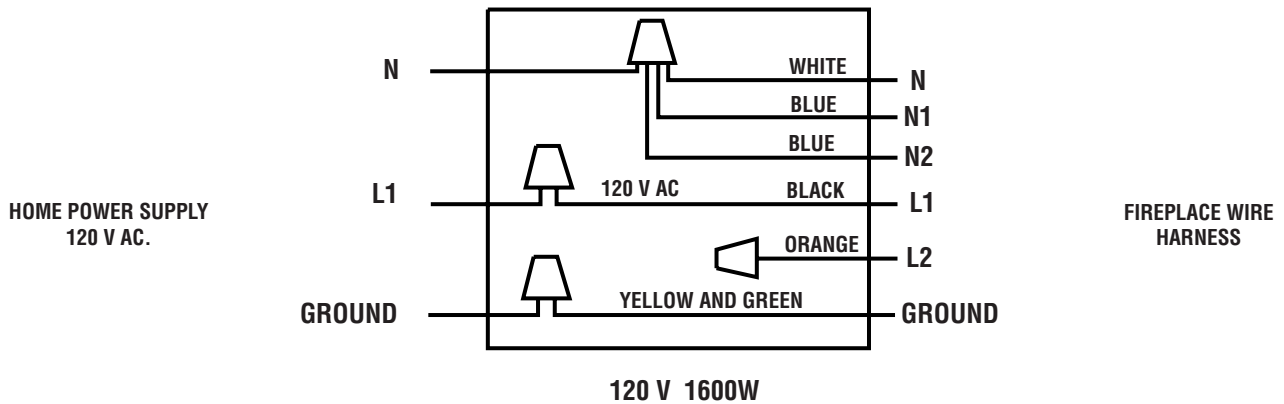 N
WHITE
N
BLUE
N1
BLUE
N2
L1
120 V AC
BLACK
L1
HOME POWER SUPPLY
120 V AC.
FIREPLACE WIRE
HARNESS
ORANGE
L2
GROUND
YELLOW AND GREEN
GROUND
120 V 1600W